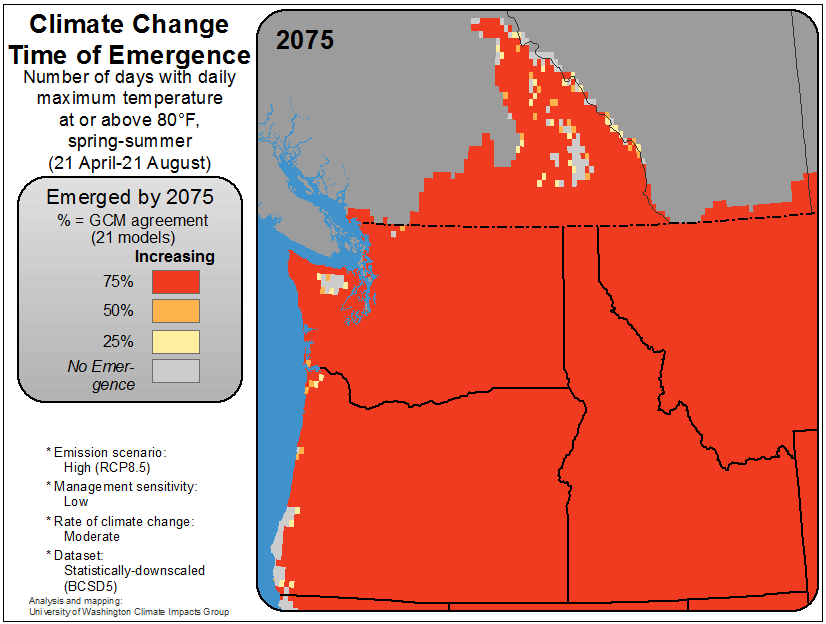 Climate Change
Time of Emergence
Number of days with daily
maximum temperature
at or above 80°F,
spring-summer
(21 April-21 August)
Emerged by 2075
% = GCM agreement
(21 models)
Increasing
75%
50%
25%
No Emer-
gence
* Emission scenario:
High (RCP8.5)
* Management sensitivity:
Low
* Rate of climate change:
Moderate
* Dataset:
Statistically-downscaled
(BCSD5)
Analysis and mapping:
University of Washington Climate Impacts Group
2075